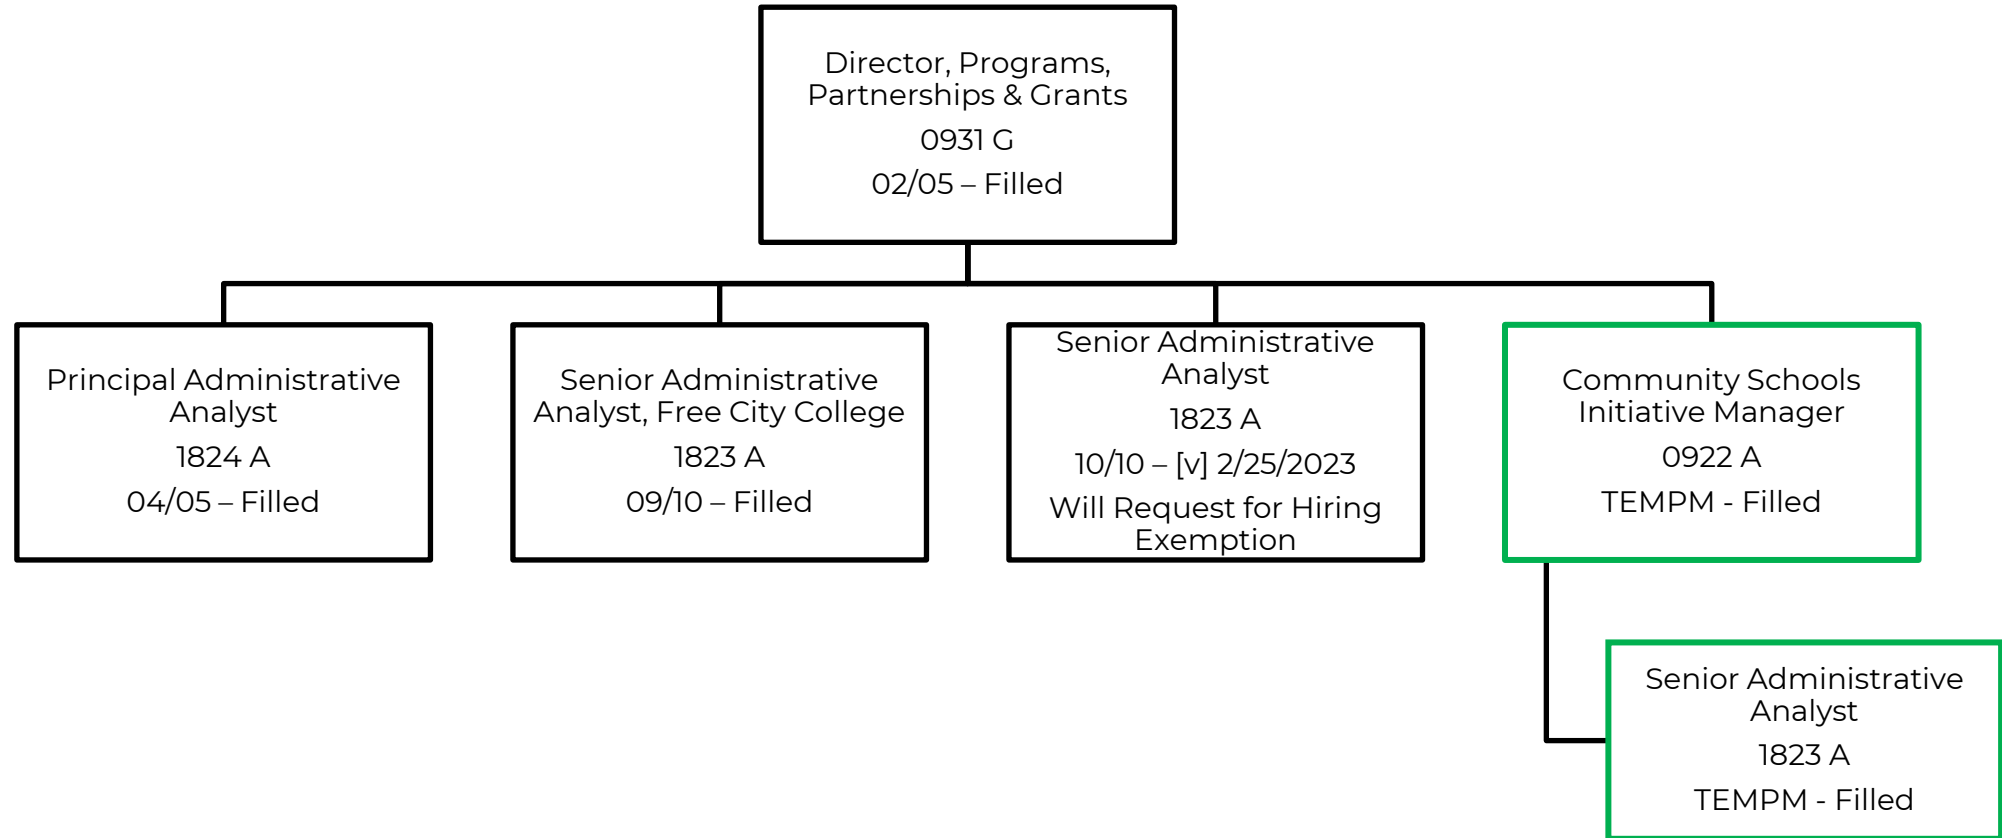 Director, Programs,
Partnerships & Grants
0931 G
02/05 – Filled
Principal Administrative
Analyst
1824 A
04/05 – Filled
Senior Administrative
Analyst, Free City College
1823 A
09/10 – Filled
Senior Administrative
Analyst
1823 A
10/10 – [v] 2/25/2023
Will Request for Hiring
Exemption
Community Schools
Initiative Manager
0922 A
TEMPM - Filled
Senior Administrative
Analyst
1823 A
TEMPM - Filled